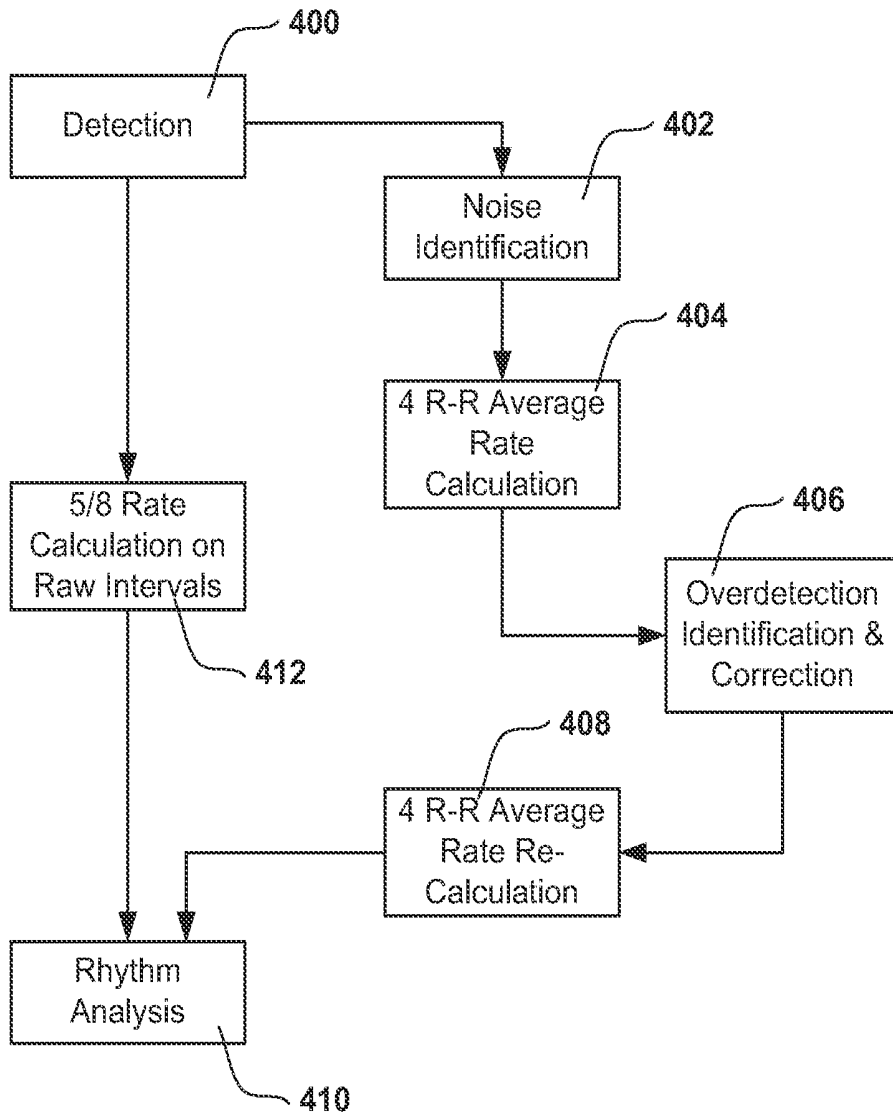 400
Detection
402
Noise
Identification
404
4 R-R Average
Rate
Calculation
5/8 Rate
Calculation on
Raw Intervals
412
406
Overdetection
Identification &
Correction
408
4 R-R Average
Rate Re-
Calculation
Rhythm
Analysis
410